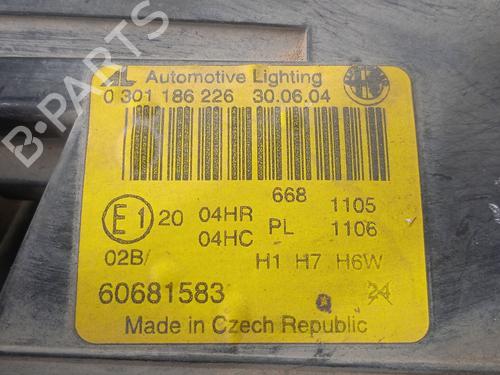 AL Automotive Lighting
0 301 186 226 30.06.04
668
E1 20 04HR PL 1105
04HC 1106
02B/ H1 H7 H6W
60681583 24
Made in Czech Republic
B-PARTS